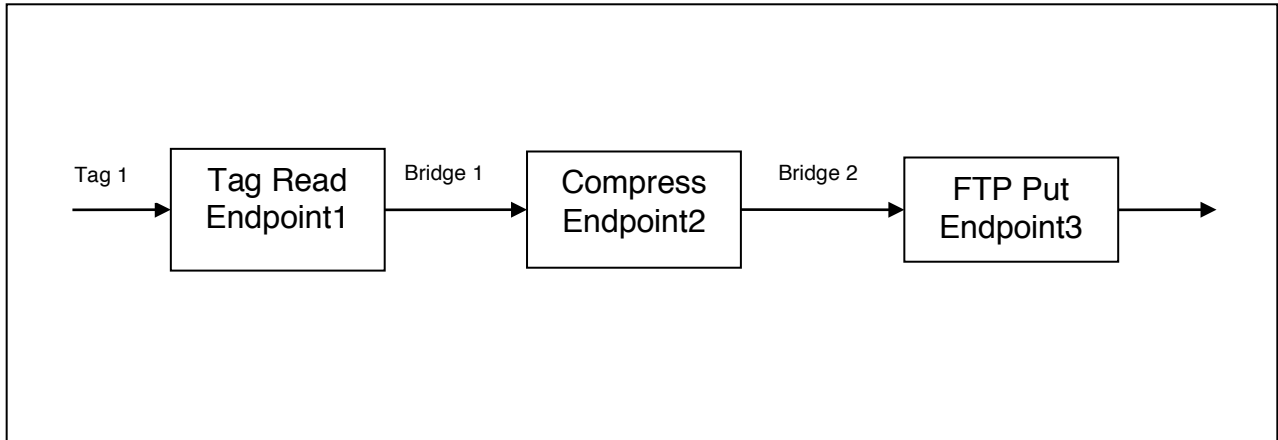 Tag 1
Tag Read
Endpoint1
Bridge 1
Compress
Endpoint2
Bridge 2
FTP Put
Endpoint3